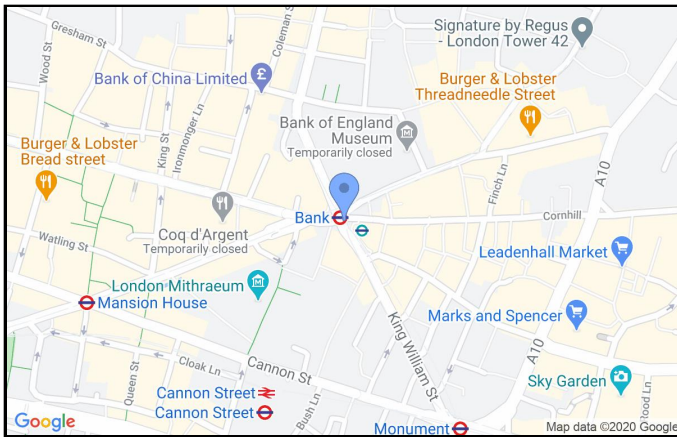 Gresham St
Coleman St
Signature by Regus
- London Tower 42
Wood St
Bank of China Limited
£
Burger & Lobster
Threadneedle Street
A10
King St
Ironmonger Ln
Bank of England
Museum
Temporarily closed
Burger & Lobster
Bread street
Finch Ln
Coq d'Argent
Temporarily closed
Bank
Cornhill
Watling St
Leadenhall Market
London Mithraeum
Mansion House
King William St
Marks and Spencer
A10
Cloak Ln
Cannon St
Queen St
Cannon Street
Cannon Street
Bush Ln
Sky Garden
Rood Ln
Google
Monument
Map data ©2020 Google